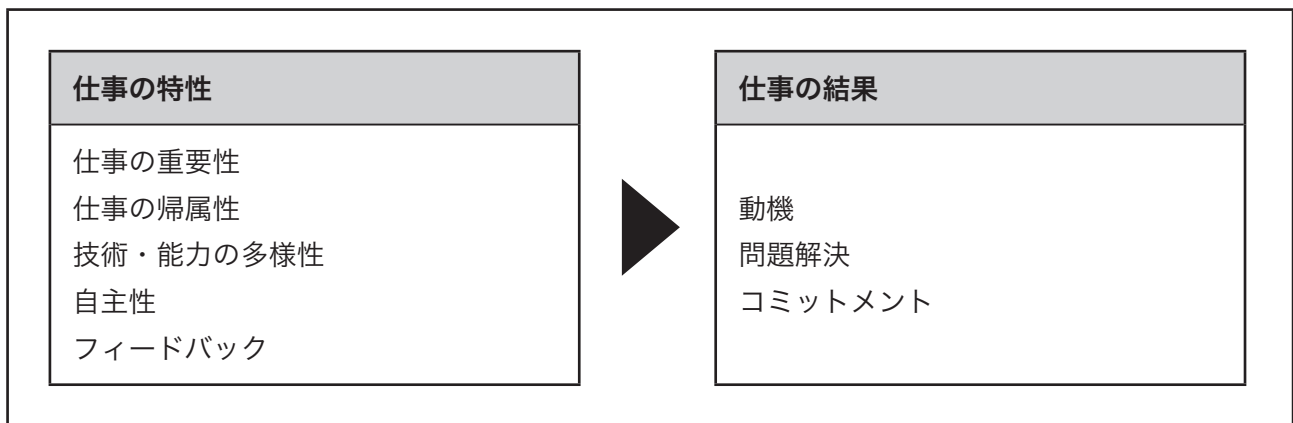 仕事の特性
仕事の重要性
仕事の帰属性
技術・能力の多様性
自主性
フィードバック
仕事の結果
動機
問題解決
コミットメント